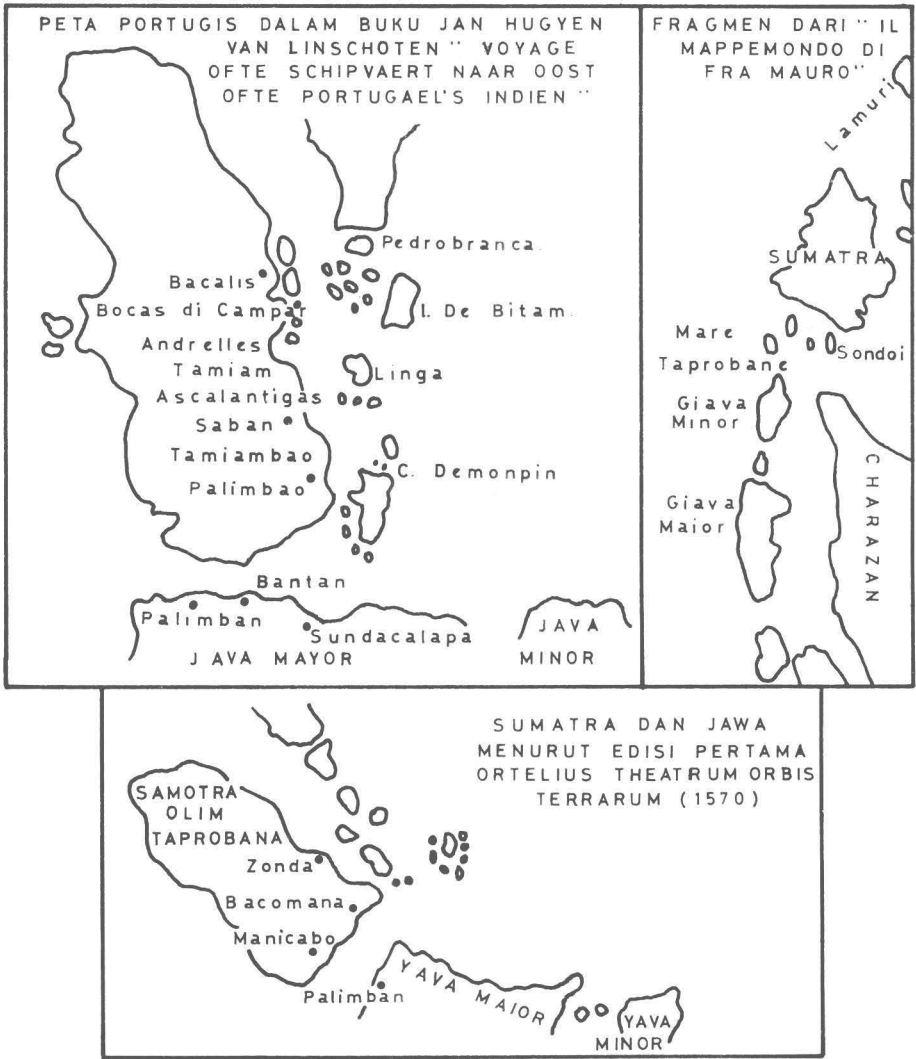 PETA PORTUGIS DALAM BUKU JAN HUGYEN
VAN LINSCHOTEN " VOYAGE
OFTE SCHIPVAERT NAAR OOST
OFTE PORTUGAEL'S INDIEN "
Pedrobranca.
Bacalis
Bocas di Campar
I. De Bitam.
Andrelles
Tamiam
Linga
Ascalantigas
Saban
Tamiambao
C. Demonpin
Palimbao
Bantan
Palimban
Sundacalapa
JAVA MAYOR
JAVA
MINOR
FRAGMEN DARI " IL
MAPPEMONDO DI
FRA MAURO"
Lamuri
SUMATRA
Mare
Taprobane
Sondoi
Giava
Minor
Giava
Maior
CHARAZAN
SUMATRA DAN JAWA
MENURUT EDISI PERTAMA
ORTELIUS THEATRUM ORBIS
TERRARUM (1570)
SAMOTRA
OLIM
TAPROBANA
Zonda
Bacomana
Manicabo
Palimban
YAVA MAIOR
YAVA
MINOR